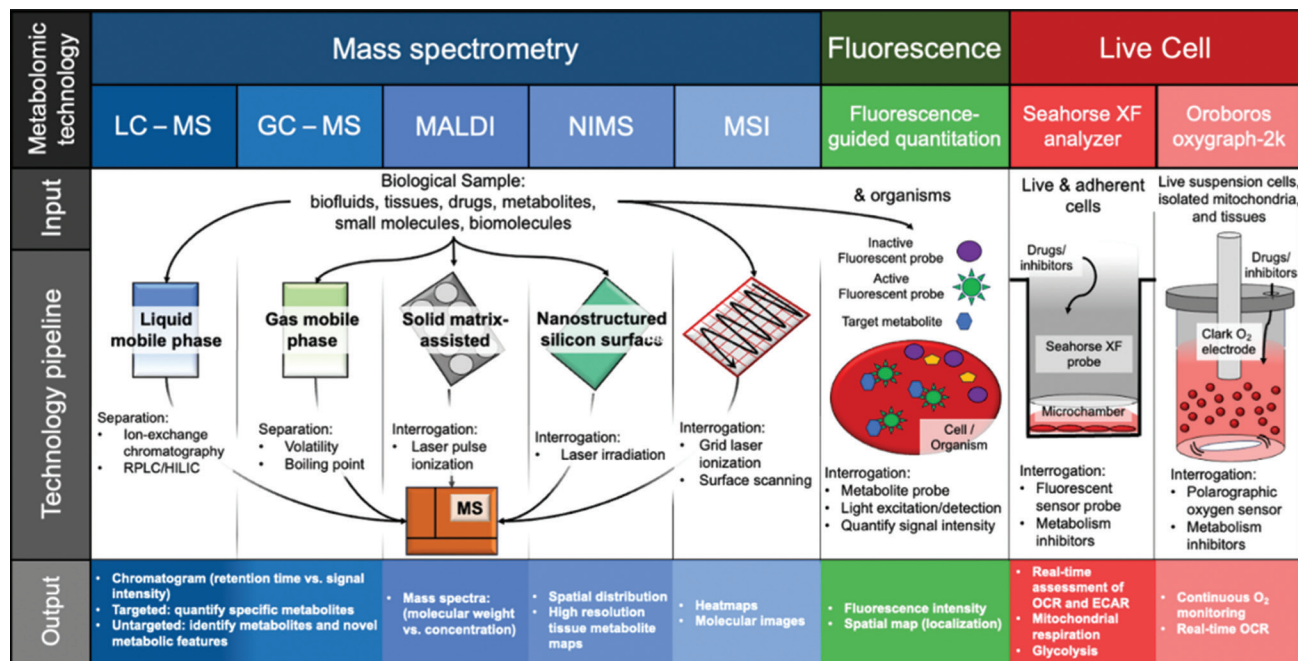 Metabolomic
technology
Mass spectrometry
Fluorescence
Live Cell
LC – MS
GC – MS
MALDI
NIMS
MSI
Fluorescence-
guided quantitation
Seahorse XF
analyzer
Oroboros
oxygraph-2k
Input
Biological Sample:
biofluids, tissues, drugs, metabolites,
small molecules, biomolecules
& organisms
Live & adherent
cells
Live suspension cells,
isolated mitochondria,
and tissues
Technology pipeline
Liquid
mobile phase
Separation:
• Ion-exchange
chromatography
• RPLC/HILIC
Gas mobile
phase
Separation:
• Volatility
• Boiling point
Solid matrix-
assisted
Interrogation:
• Laser pulse
ionization
MS
Nanostructured
silicon surface
Interrogation:
• Laser irradiation
Interrogation:
• Grid laser
ionization
• Surface scanning
Inactive
Fluorescent probe
Active
Fluorescent probe
Target metabolite
Cell /
Organism
Interrogation:
• Metabolite probe
• Light excitation/detection
• Quantify signal intensity
Drugs/
inhibitors
Seahorse XF
probe
Microchamber
Interrogation:
• Fluorescent
sensor probe
• Metabolism
inhibitors
Drugs/
inhibitors
Clark O₂
electrode
Interrogation:
• Polarographic
oxygen sensor
• Metabolism
inhibitors
Output
• Chromatogram (retention time vs. signal
intensity)
• Targeted: quantify specific metabolites
• Untargeted: identify metabolites and novel
metabolic features
• Mass spectra:
(molecular weight
vs. concentration)
• Spatial distribution
• High resolution
tissue metabolite
maps
• Heatmaps
• Molecular images
• Fluorescence intensity
• Spatial map (localization)
• Real-time
assessment of
OCR and ECAR
• Mitochondrial
respiration
• Glycolysis
• Continuous O₂
monitoring
• Real-time OCR